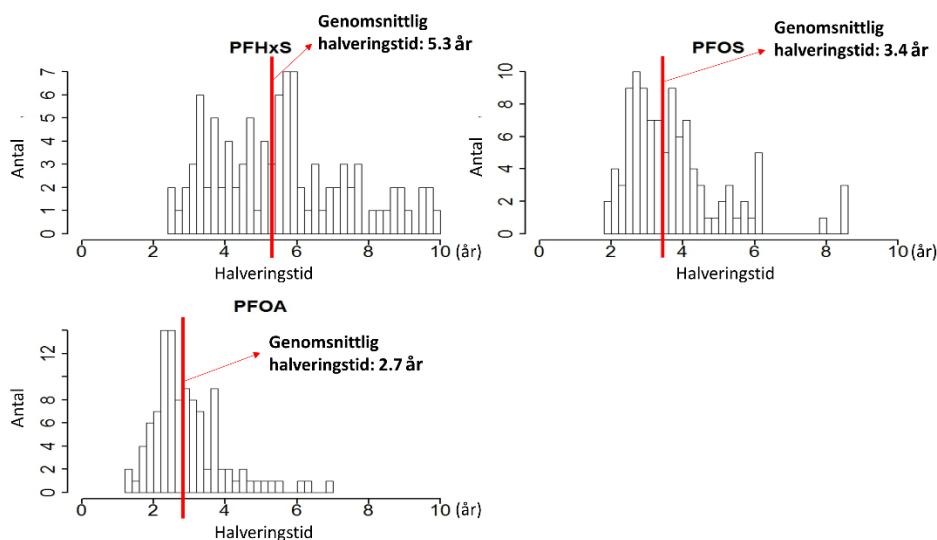 PFHxS
Genomsnittlig
halveringstid: 5.3 år
Antal
0 1 2 3 4 5 6 7
0 2 4 6 8 10 (år)
Halveringstid
PFOS
Genomsnittlig
halveringstid: 3.4 år
Antal
0 2 4 6 8 10
0 2 4 6 8 10 (år)
Halveringstid
PFOA
Genomsnittlig
halveringstid: 2.7 år
Antal
0 2 4 6 8 12
0 2 4 6 8 10 (år)
Halveringstid